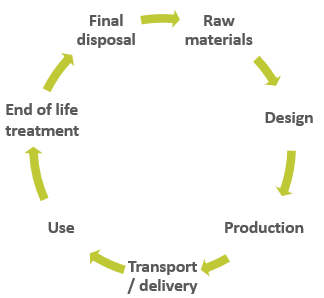 Final
disposal
Raw
materials
Design
Production
Transport
/ delivery
Use
End of life
treatment